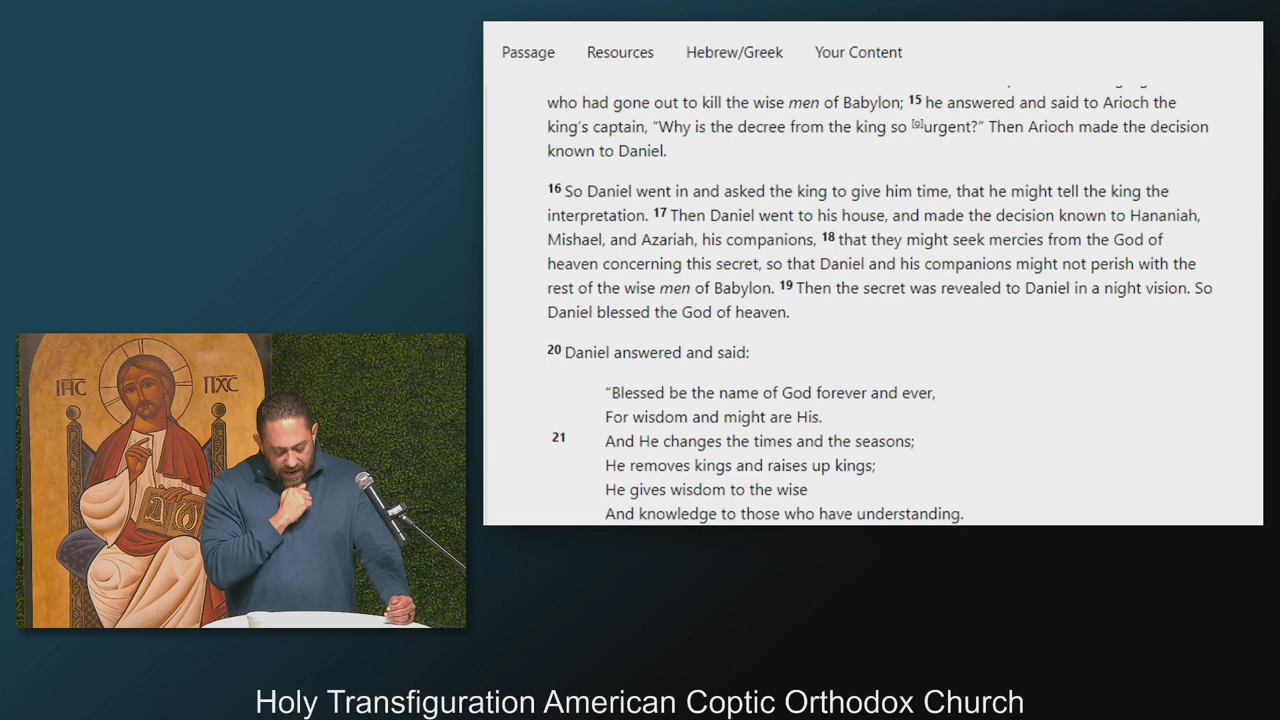 Passage Resources Hebrew/Greek Your Content
who had gone out to kill the wise men of Babylon; 15 he answered and said to Arioch the
king's captain, “Why is the decree from the king so [g]urgent?” Then Arioch made the decision
known to Daniel.
16 So Daniel went in and asked the king to give him time, that he might tell the king the
interpretation. 17 Then Daniel went to his house, and made the decision known to Hananiah,
Mishael, and Azariah, his companions, 18 that they might seek mercies from the God of
heaven concerning this secret, so that Daniel and his companions might not perish with the
rest of the wise men of Babylon. 19 Then the secret was revealed to Daniel in a night vision. So
Daniel blessed the God of heaven.
20 Daniel answered and said:
“Blessed be the name of God forever and ever,
For wisdom and might are His.
21 And He changes the times and the seasons;
He removes kings and raises up kings;
He gives wisdom to the wise
And knowledge to those who have understanding.
ΙΗС ΠΧС
Ⲁ Ⲱ
Holy Transfiguration American Coptic Orthodox Church